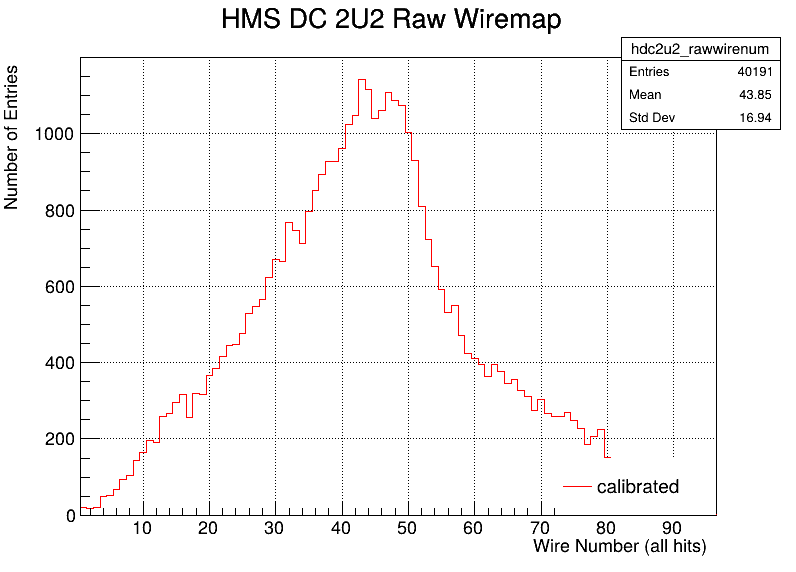 HMS DC 2U2 Raw Wiremap
hdc2u2_rawwirenum
Entries 40191
Mean 43.85
Std Dev 16.94
Number of Entries
1000
800
600
400
200
0
calibrated
10 20 30 40 50 60 70 80 90
Wire Number (all hits)